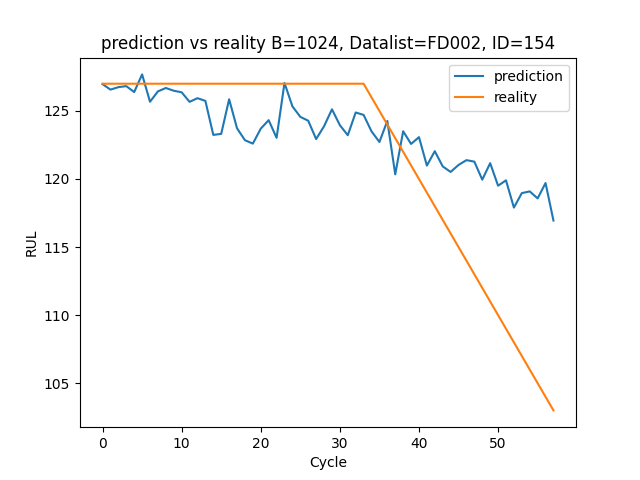 prediction vs reality B=1024, Datalist=FD002, ID=154
prediction
reality
RUL
125
120
115
110
105
0 10 20 30 40 50
Cycle